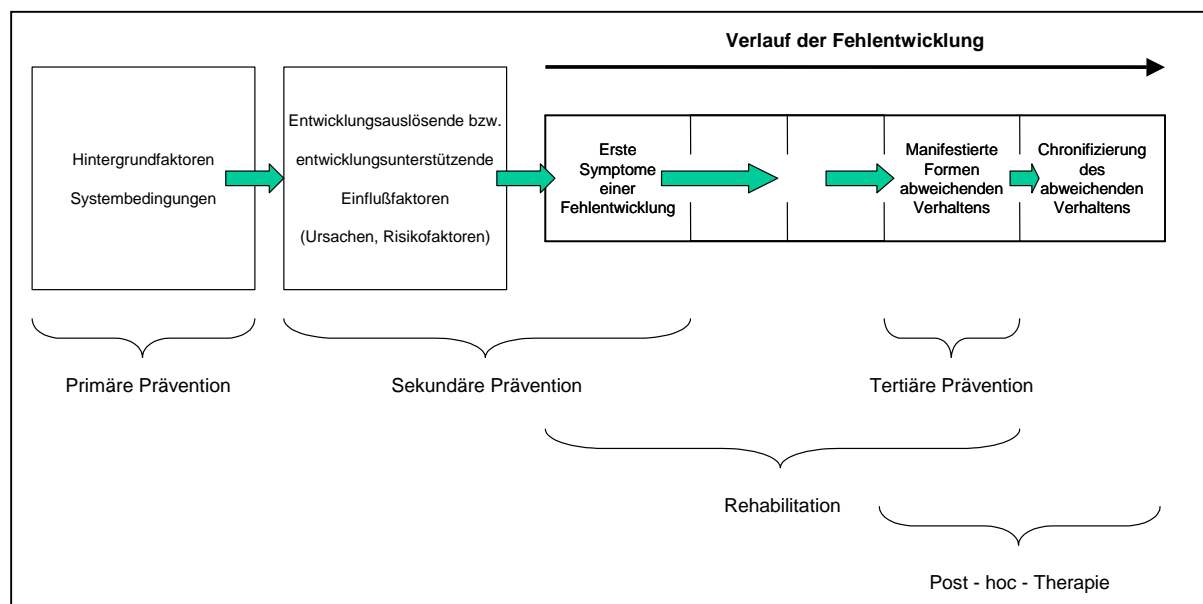 Verlauf der Fehlentwicklung
Hintergrundfaktoren
Systembedingungen
Entwicklungsauslösende bzw.
entwicklungsunterstützende
Einflußfaktoren
(Ursachen, Risikofaktoren)
Erste
Symptome
einer
Fehlentwicklung
Manifestierte
Formen
abweichenden
Verhaltens
Chronifizierung
des
abweichenden
Verhaltens
Primäre Prävention
Sekundäre Prävention
Tertiäre Prävention
Rehabilitation
Post - hoc - Therapie